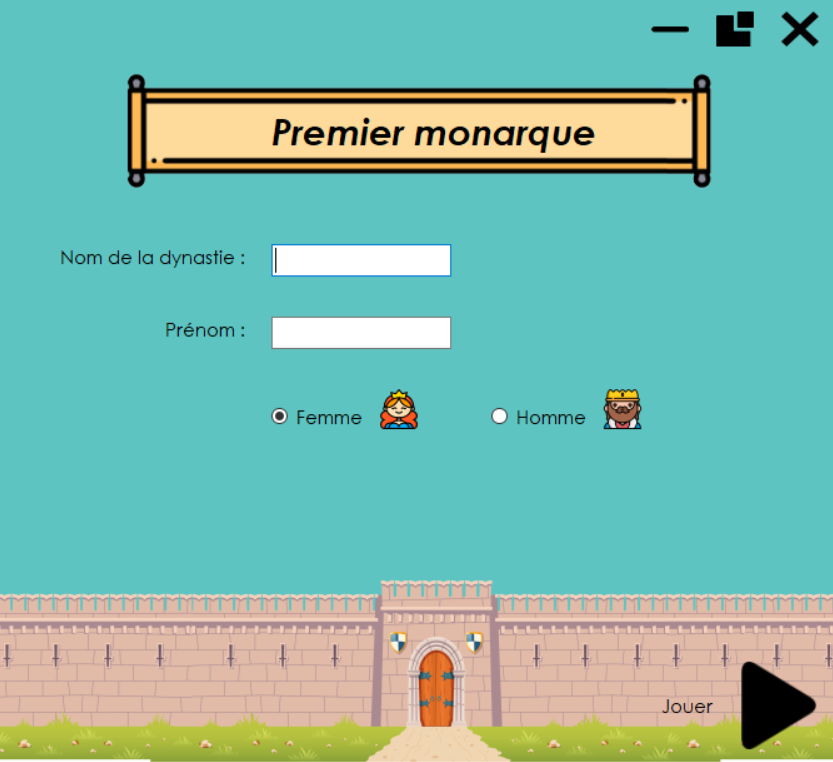 Premier monarque
Nom de la dynastie :
Prénom :
Femme
Homme
Jouer